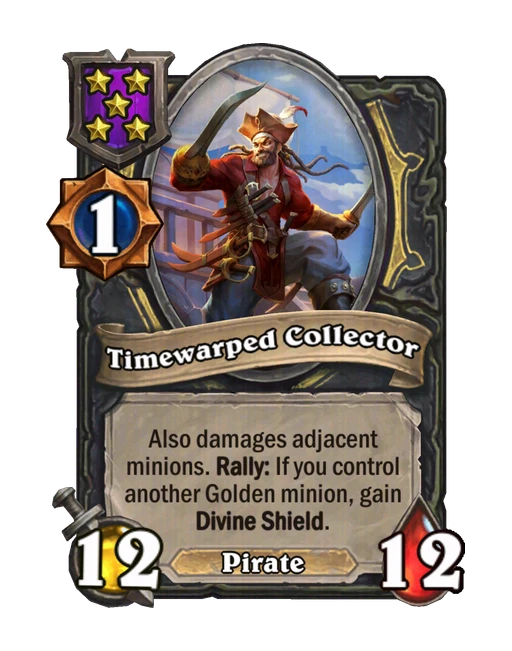 1
Timewarped Collector
Also damages adjacent
minions. Rally: If you control
another Golden minion, gain
Divine Shield.
12
Pirate
12